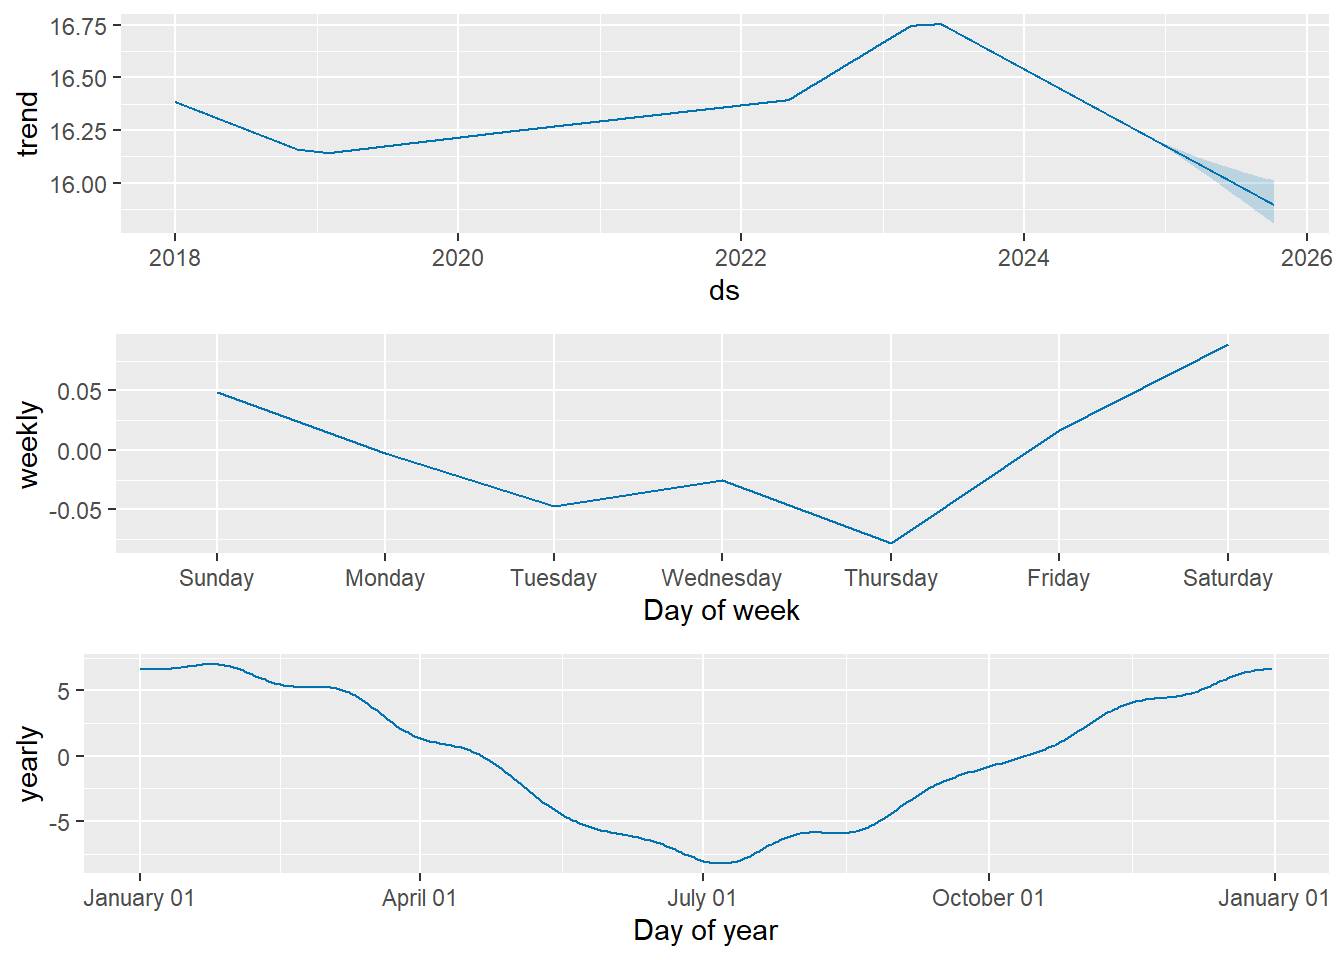 trend
16.75
16.50
16.25
16.00
2018 2020 2022 2024 2026
ds
weekly
0.05
0.00
-0.05
Sunday Monday Tuesday Wednesday Thursday Friday Saturday
Day of week
yearly
5
0
-5
January 01 April 01 July 01 October 01 January 01
Day of year